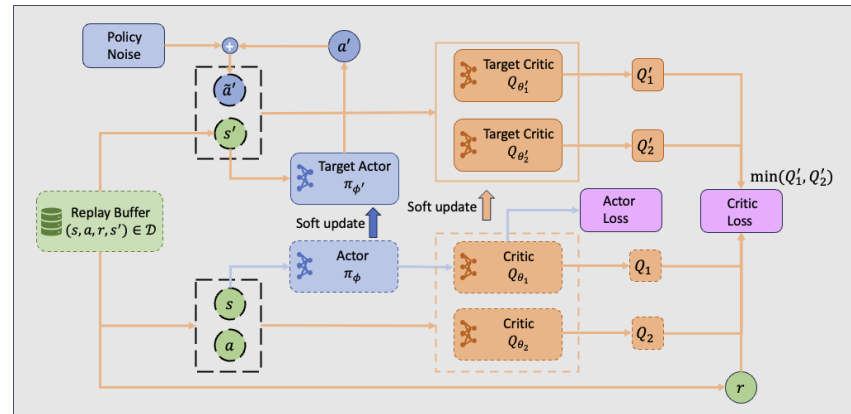 Policy
Noise
+
a′
ã′
s′
Target Critic
Q_θ′₁
Q′₁
Target Critic
Q_θ′₂
Q′₂
Target Actor
π_ϕ′
min(Q′₁, Q′₂)
Replay Buffer
(s, a, r, s′) ∈ 𝒟
Soft update
Soft update
Actor
Loss
Critic
Loss
Actor
π_ϕ
Critic
Q_θ₁
Q₁
s
a
Critic
Q_θ₂
Q₂
r